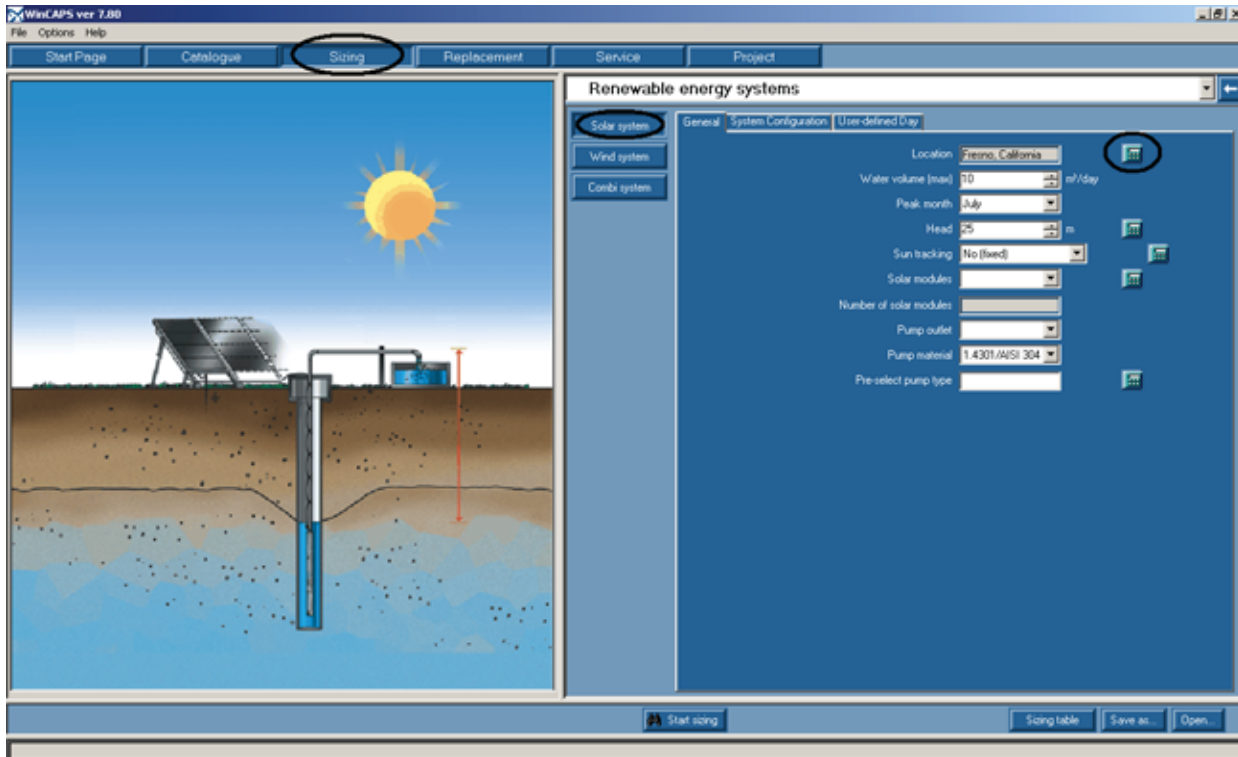 WinCAPS ver 7.80
File Options Help
Start Page Catalogue Sizing Replacement Service Project
Renewable energy systems
Solar system
Wind system
Combi system
General System Configuration User-defined Day
Location Fresno, California
Water volume (max) 10 m³/day
Peak month July
Head 25 m
Sun tracking No (fixed)
Solar modules
Number of solar modules
Pump outlet
Pump material 1.4301/AISI 304
Pre-select pump type
Start sizing Sizing table Save as... Open...